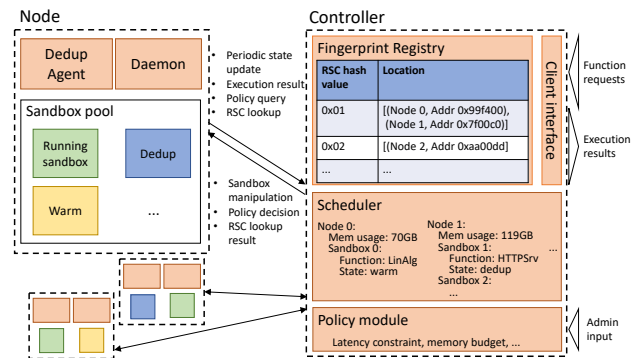 Node
Dedup
Agent
Daemon
Sandbox pool
Running
sandbox
Dedup
Warm
...
• Periodic state
update
• Execution result
• Policy query
• RSC lookup
• Sandbox
manipulation
• Policy decision
• RSC lookup
result
Controller
Fingerprint Registry
RSC hash
value
Location
0x01
[(Node 0, Addr 0x99f400),
(Node 1, Addr 0x7f00c0)]
0x02
[(Node 2, Addr 0xaa00dd]
...
...
Client interface
Function
requests
Execution
results
Scheduler
Node 0:
Mem usage: 70GB
Sandbox 0:
Function: LinAlg
State: warm
Node 1:
Mem usage: 119GB
Sandbox 1:
Function: HTTPSrv
State: dedup
Sandbox 2:
...
...
Policy module
Latency constraint, memory budget, ...
Admin
input